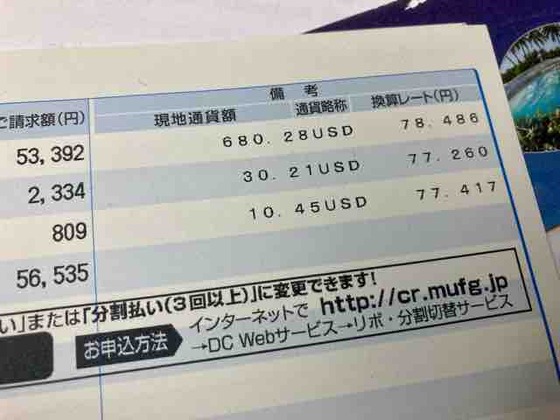 備 考
ご請求額(円) 現地通貨額 通貨略称 換算レート(円)
53,392 680.28USD 78.486
2,334 30.21USD 77.260
809 10.45USD 77.417
56,535
い」または「分割払い(3回以上)」に変更できます!
お申込方法 インターネットで http://cr.mufg.jp
→DC Webサービス→リボ・分割切替サービス